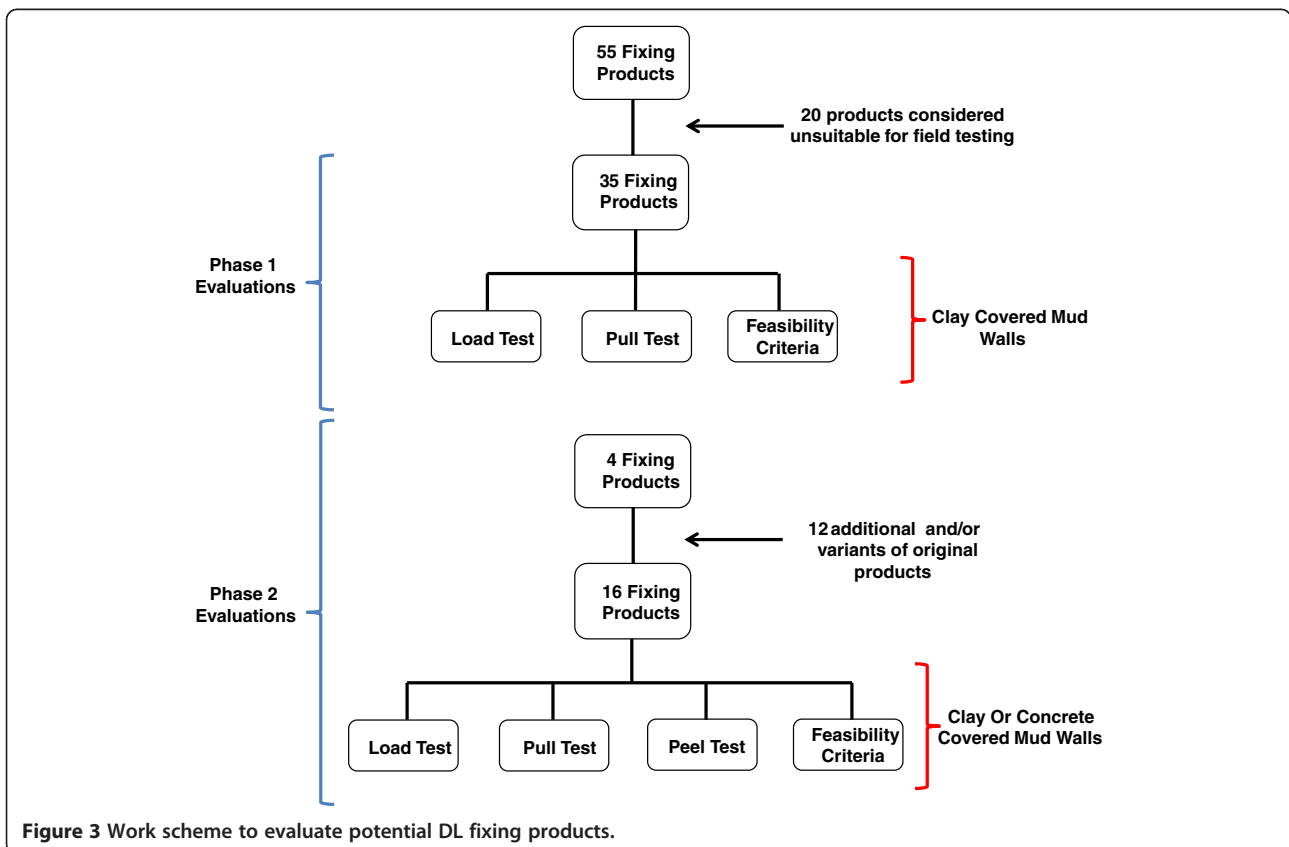 55 Fixing
Products
20 products considered
unsuitable for field testing
35 Fixing
Products
Phase 1
Evaluations
Load Test
Pull Test
Feasibility
Criteria
Clay Covered Mud
Walls
4 Fixing
Products
12 additional and/or
variants of original
products
16 Fixing
Products
Phase 2
Evaluations
Load Test
Pull Test
Peel Test
Feasibility
Criteria
Clay Or Concrete
Covered Mud Walls
Figure 3 Work scheme to evaluate potential DL fixing products.